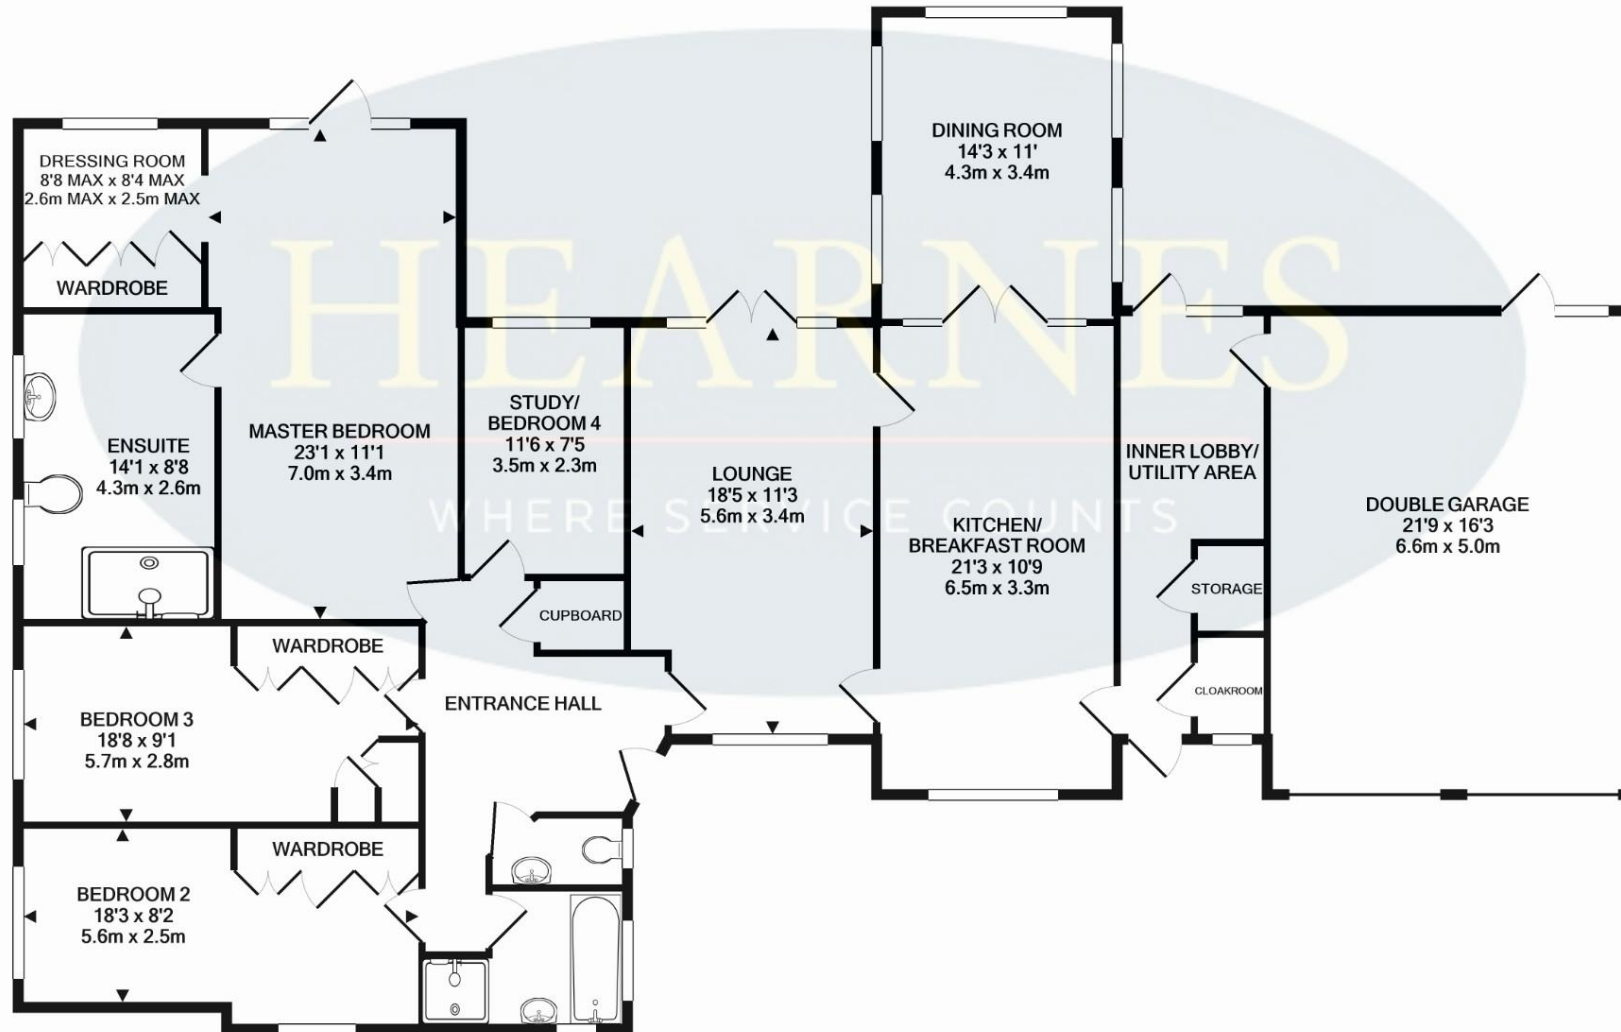 DINING ROOM
14'3 x 11'
4.3m x 3.4m
DRESSING ROOM
8'8 MAX x 8'4 MAX
2.6m MAX x 2.5m MAX
WARDROBE
HEARNES
WHERE SERVICE COUNTS
ENSUITE
14'1 x 8'8
4.3m x 2.6m
MASTER BEDROOM
23'1 x 11'1
7.0m x 3.4m
STUDY/
BEDROOM 4
11'6 x 7'5
3.5m x 2.3m
LOUNGE
18'5 x 11'3
5.6m x 3.4m
KITCHEN/
BREAKFAST ROOM
21'3 x 10'9
6.5m x 3.3m
INNER LOBBY/
UTILITY AREA
DOUBLE GARAGE
21'9 x 16'3
6.6m x 5.0m
STORAGE
CUPBOARD
WARDROBE
CLOAKROOM
ENTRANCE HALL
BEDROOM 3
18'8 x 9'1
5.7m x 2.8m
WARDROBE
BEDROOM 2
18'3 x 8'2
5.6m x 2.5m